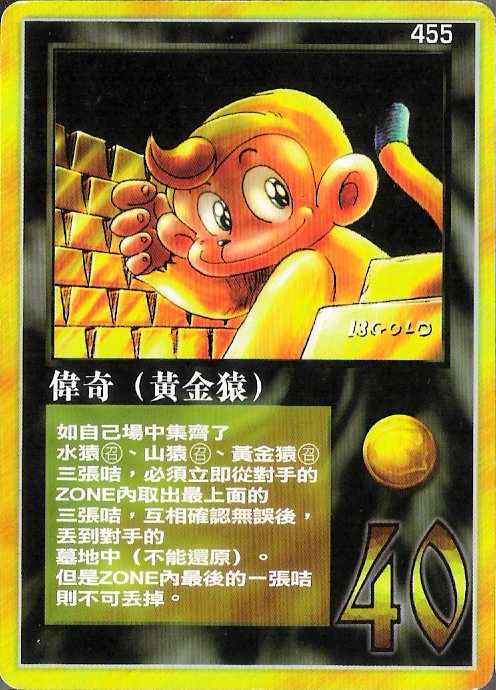 455
18GOLD
偉奇（黃金猿）
如自己場中集齊了
水猿㊂、山猿㊂、黃金猿㊂
三張咭，必須立即從對手的
ZONE內取出最上面的
三張咭，互相確認無誤後，
丟到對手的
墓地中（不能還原）。
但是ZONE內最後的一張咭
則不可丟掉。
40